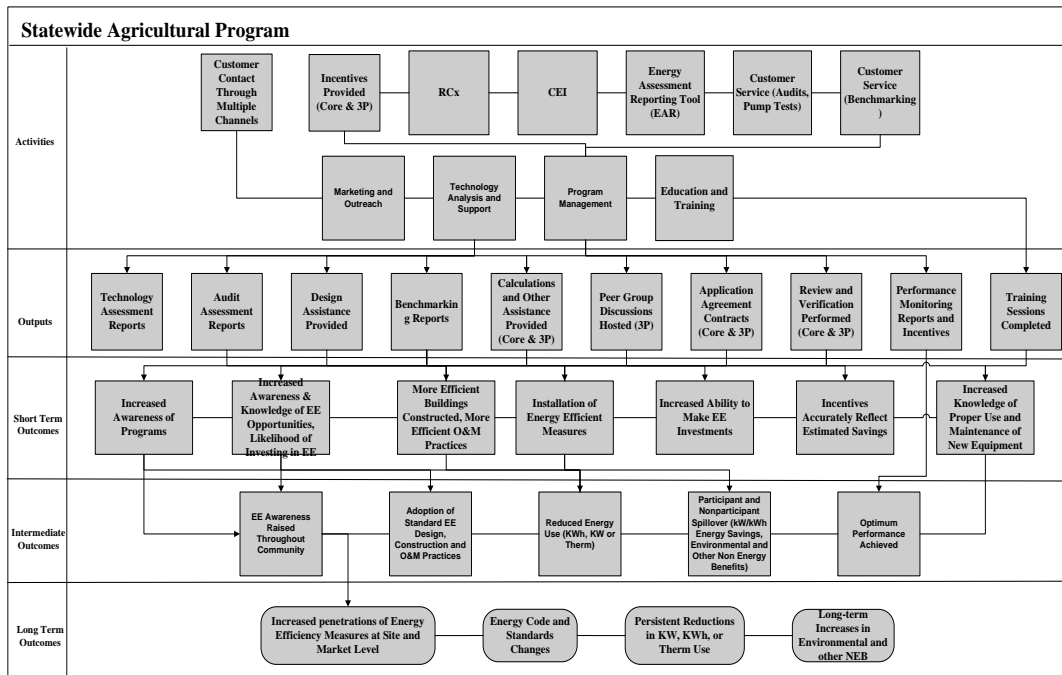 Statewide Agricultural Program
Activities
Customer
Contact
Through
Multiple
Channels
Incentives
Provided
(Core & 3P)
RCx
CEI
Energy
Assessment
Reporting Tool
(EAR)
Customer
Service (Audits,
Pump Tests)
Customer
Service
(Benchmarking
)
Marketing and
Outreach
Technology
Analysis and
Support
Program
Management
Education and
Training
Outputs
Technology
Assessment
Reports
Audit
Assessment
Reports
Design
Assistance
Provided
Benchmarkin
g Reports
Calculations
and Other
Assistance
Provided
(Core & 3P)
Peer Group
Discussions
Hosted (3P)
Application
Agreement
Contracts
(Core & 3P)
Review and
Verification
Performed
(Core & 3P)
Performance
Monitoring
Reports and
Incentives
Training
Sessions
Completed
Short Term
Outcomes
Increased
Awareness of
Programs
Increased
Awareness &
Knowledge of EE
Opportunities,
Likelihood of
Investing in EE
More Efficient
Buildings
Constructed, More
Efficient O&M
Practices
Installation of
Energy Efficient
Measures
Increased Ability to
Make EE
Investments
Incentives
Accurately Reflect
Estimated Savings
Increased
Knowledge of
Proper Use and
Maintenance of
New Equipment
Intermediate
Outcomes
EE Awareness
Raised
Throughout
Community
Adoption of
Standard EE
Design,
Construction and
O&M Practices
Reduced Energy
Use (KWh, KW or
Therm)
Participant and
Nonparticipant
Spillover (kW/kWh
Energy Savings,
Environmental and
Other Non Energy
Benefits)
Optimum
Performance
Achieved
Long Term
Outcomes
Increased penetrations of Energy
Efficiency Measures at Site and
Market Level
Energy Code and
Standards
Changes
Persistent Reductions
in KW, KWh, or
Therm Use
Long-term
Increases in
Environmental and
other NEB